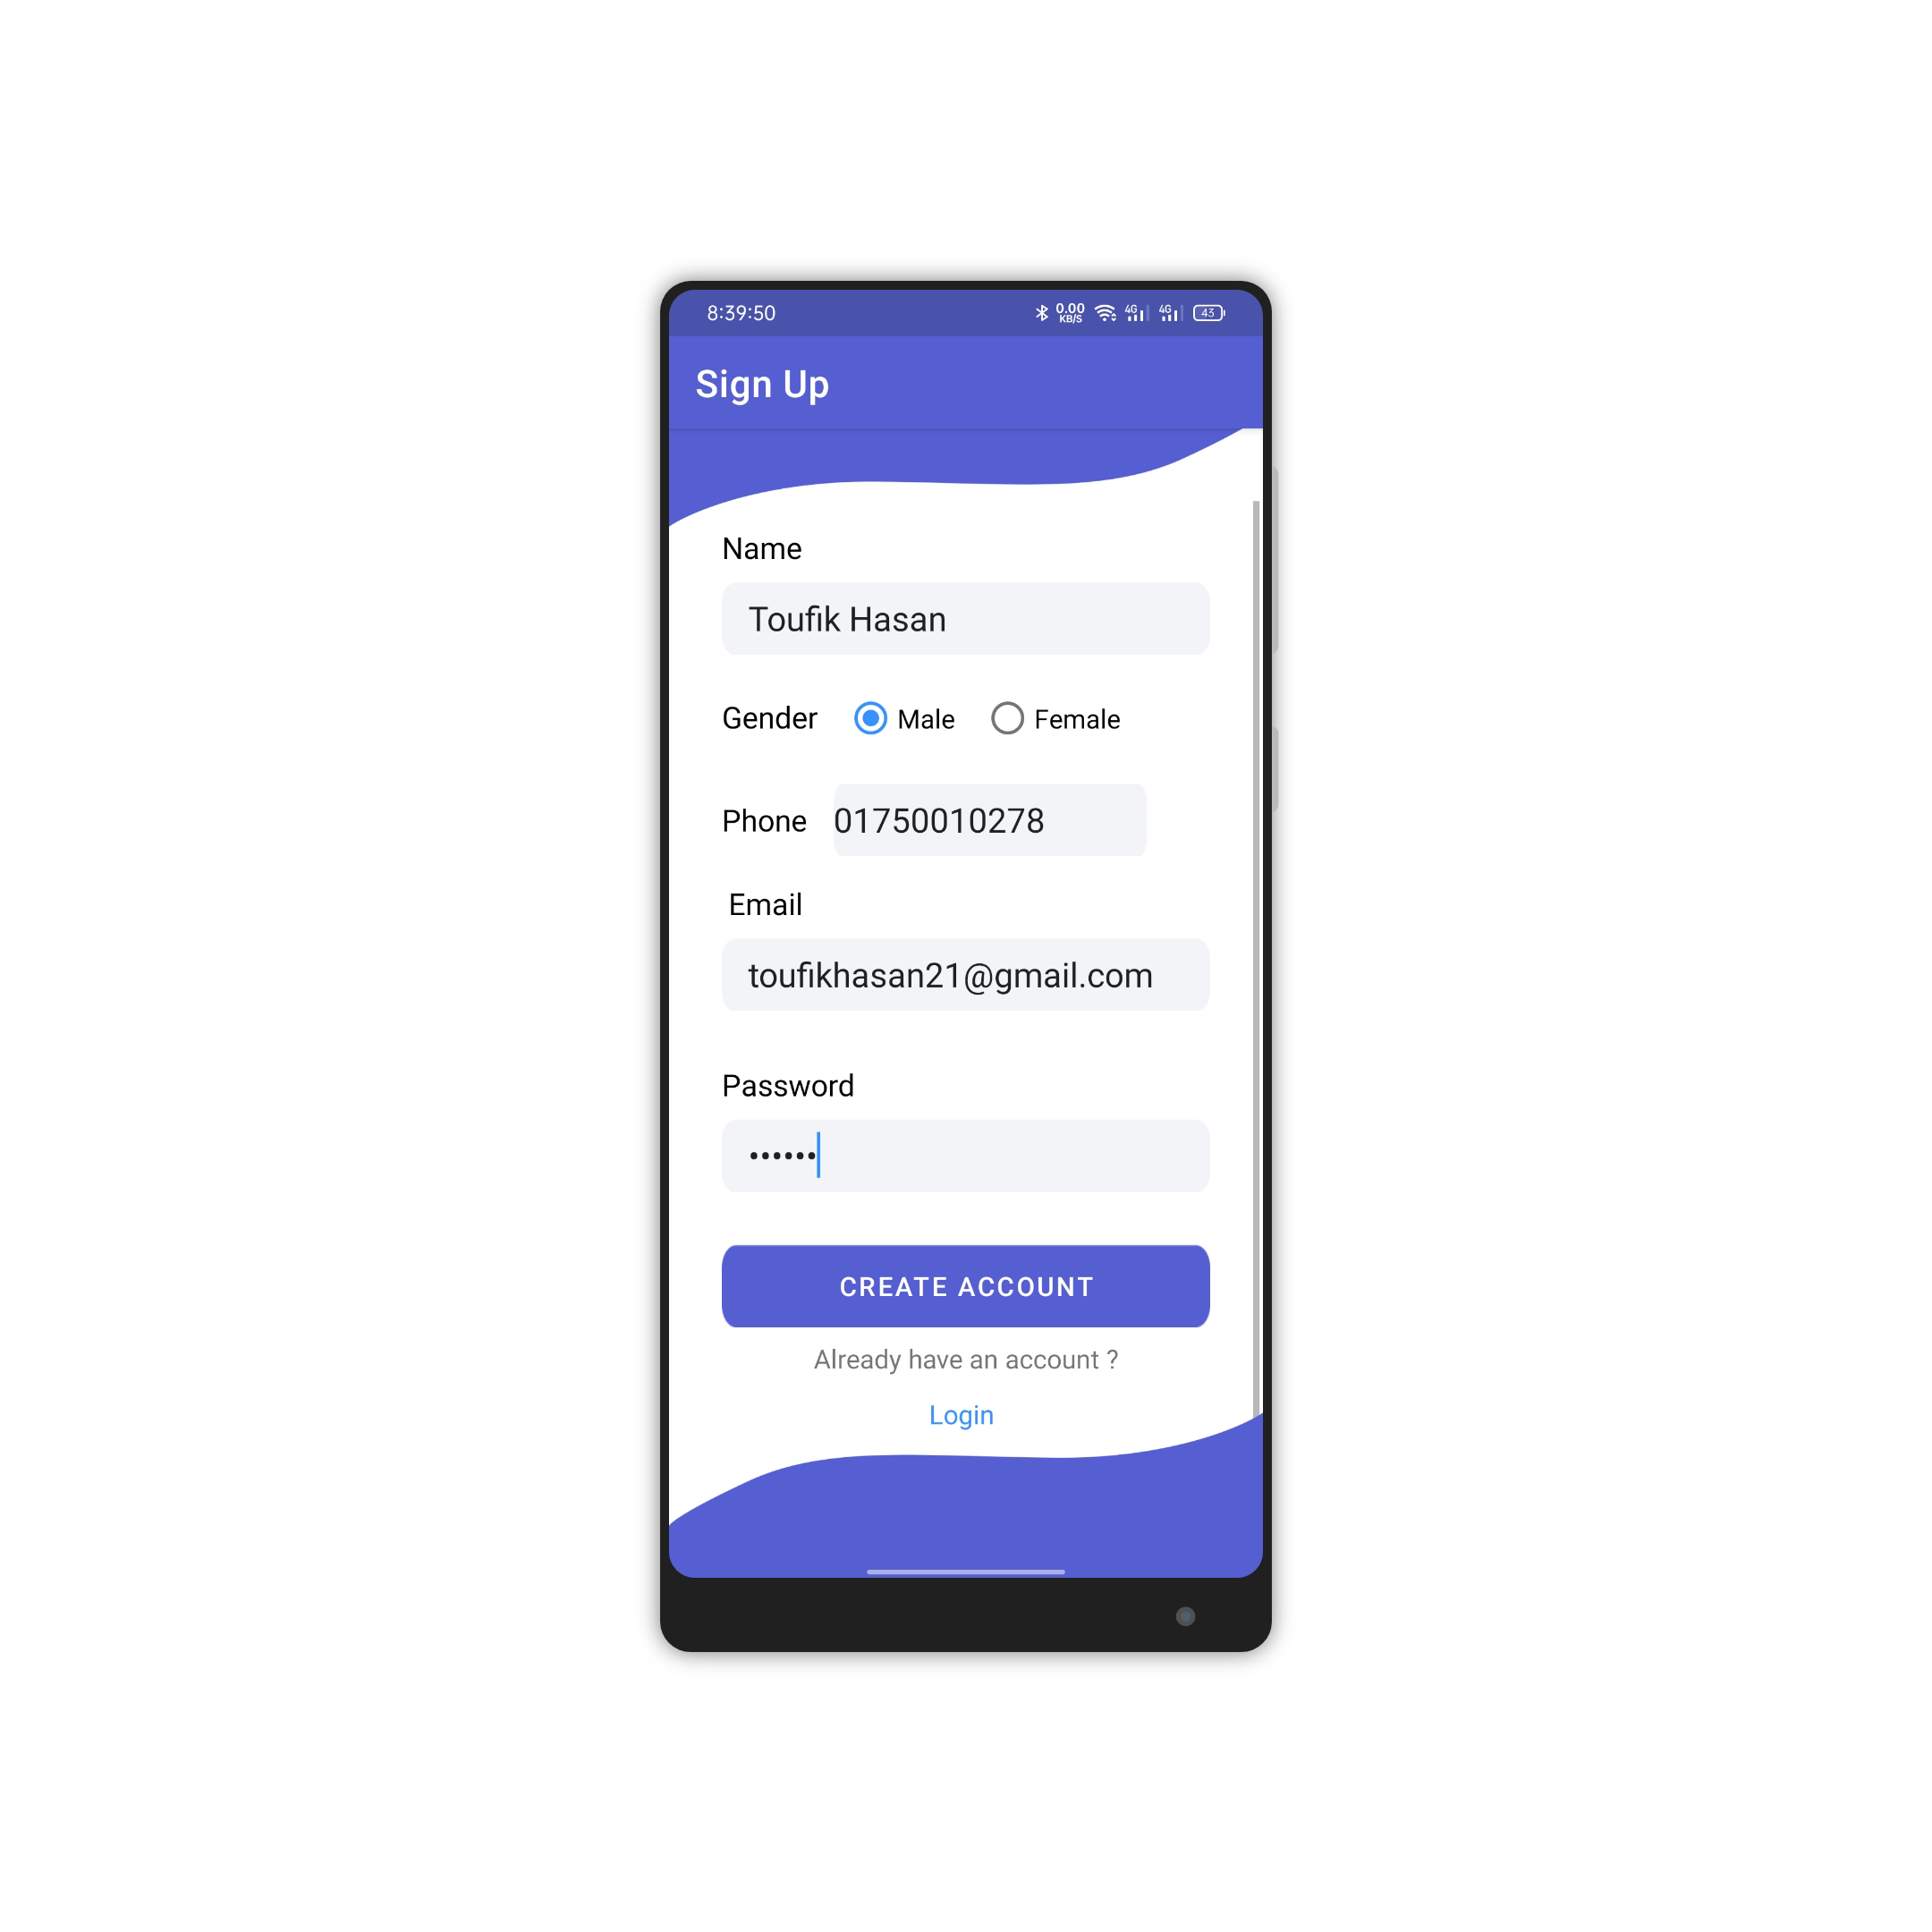 8:39:50 0.00 KB/S 4G 4G 43
Sign Up
Name
Toufik Hasan
Gender Male Female
Phone 01750010278
Email
toufikhasan21@gmail.com
Password
••••••
CREATE ACCOUNT
Already have an account ?
Login